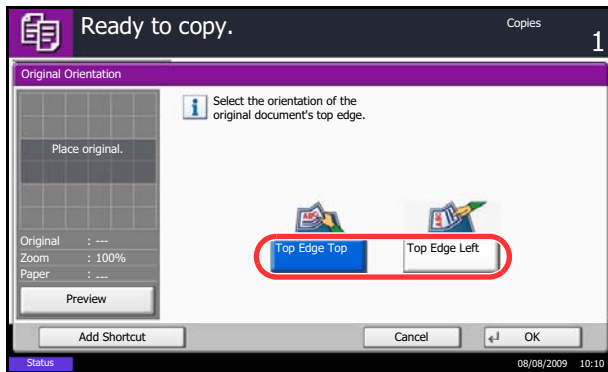 Ready to copy.
Copies
1
Original Orientation
Place original.
Select the orientation of the
original document's top edge.
Original : ---
Zoom : 100%
Paper : ---
Preview
Top Edge Top
Top Edge Left
Add Shortcut
Cancel
OK
Status
08/08/2009 10:10